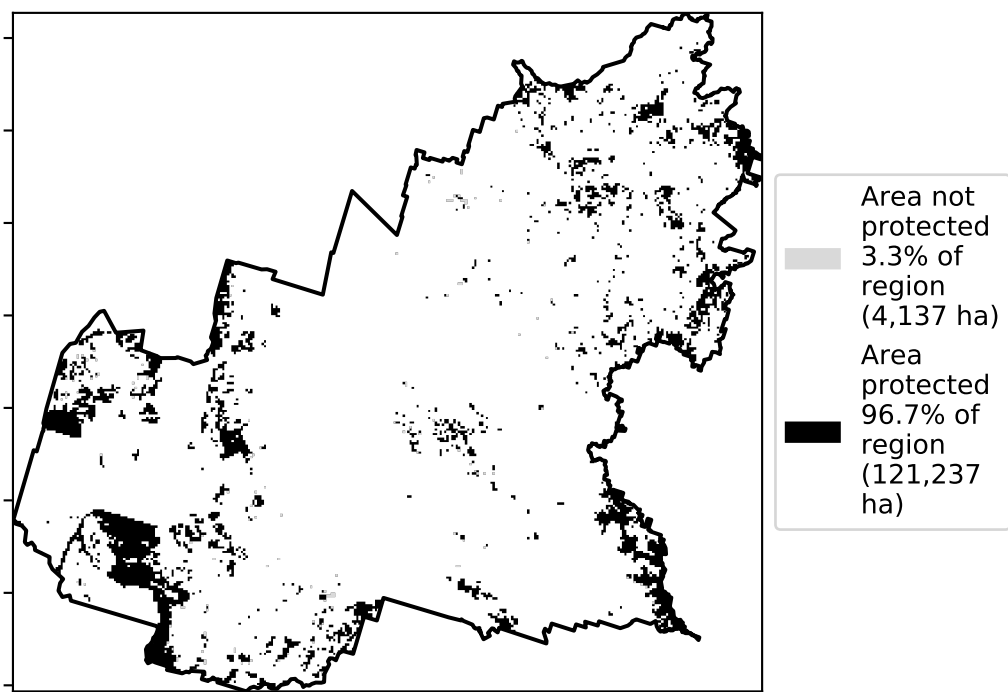 Area not
protected
3.3% of
region
(4,137 ha)
Area
protected
96.7% of
region
(121,237
ha)